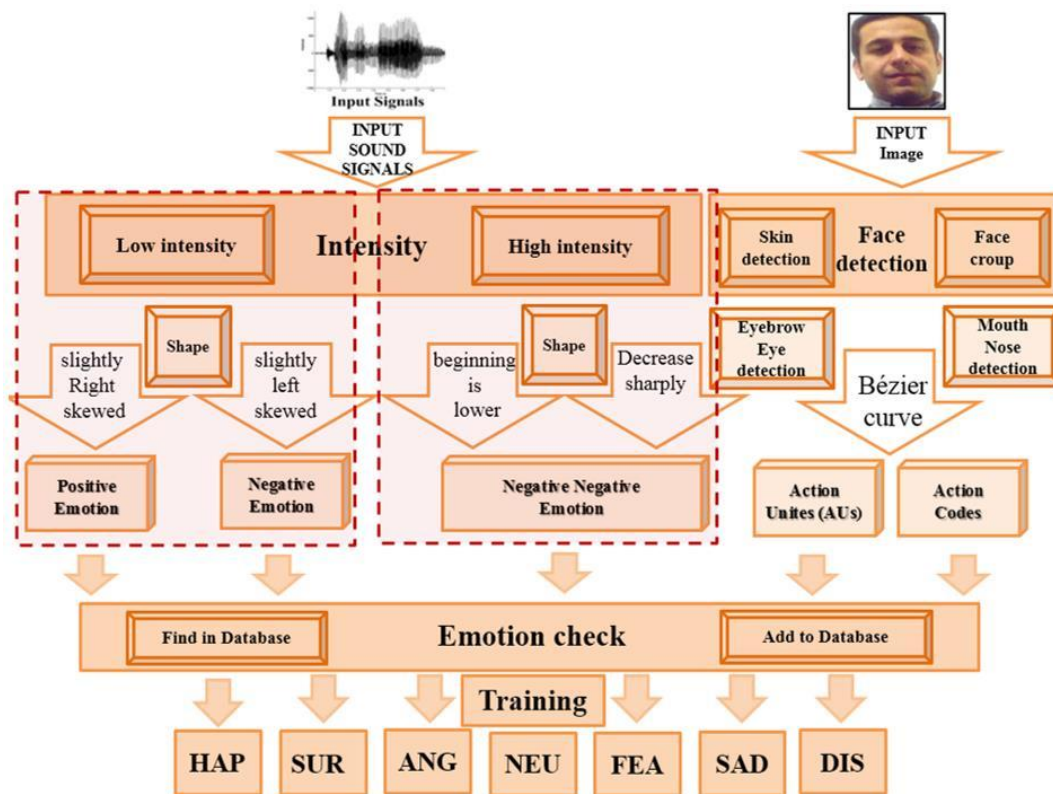 Input Signals
INPUT
SOUND
SIGNALS
INPUT
Image
Low intensity
Intensity
High intensity
Skin
detection
Face
detection
Face
croup
Shape
slightly
Right
skewed
slightly
left
skewed
Shape
beginning
is
lower
Decrease
sharply
Eyebrow
Eye
detection
Mouth
Nose
detection
Bézier
curve
Positive
Emotion
Negative
Emotion
Negative Negative
Emotion
Action
Unites (AUs)
Action
Codes
Find in Database
Emotion check
Add to Database
Training
HAP
SUR
ANG
NEU
FEA
SAD
DIS